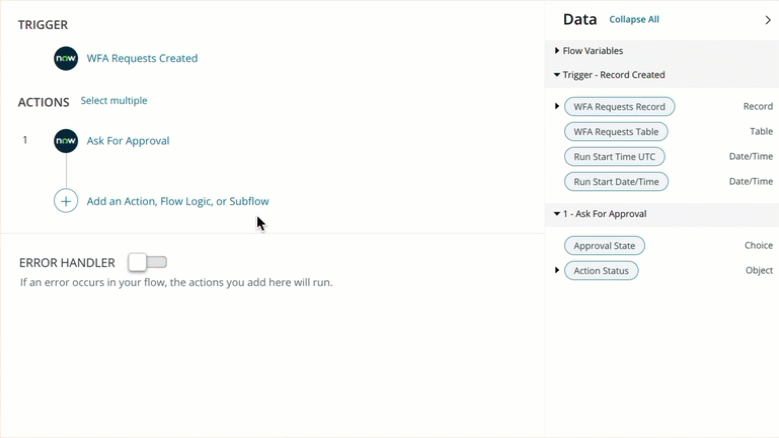 TRIGGER
now WFA Requests Created
ACTIONS Select multiple
1 now Ask For Approval
Add an Action, Flow Logic, or Subflow
ERROR HANDLER
If an error occurs in your flow, the actions you add here will run.
Data Collapse All
Flow Variables
Trigger - Record Created
WFA Requests Record Record
WFA Requests Table Table
Run Start Time UTC Date/Time
Run Start Date/Time Date/Time
1 - Ask For Approval
Approval State Choice
Action Status Object